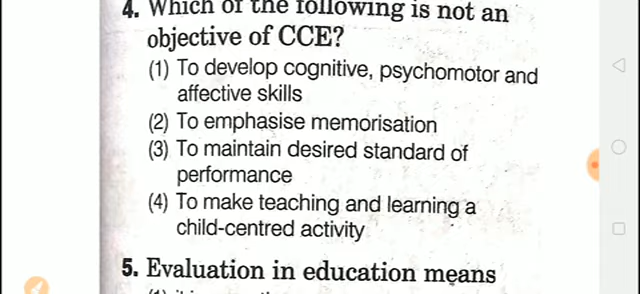 4. Which of the following is not an
objective of CCE?
(1) To develop cognitive, psychomotor and
affective skills
(2) To emphasise memorisation
(3) To maintain desired standard of
performance
(4) To make teaching and learning a
child-centred activity
5. Evaluation in education means